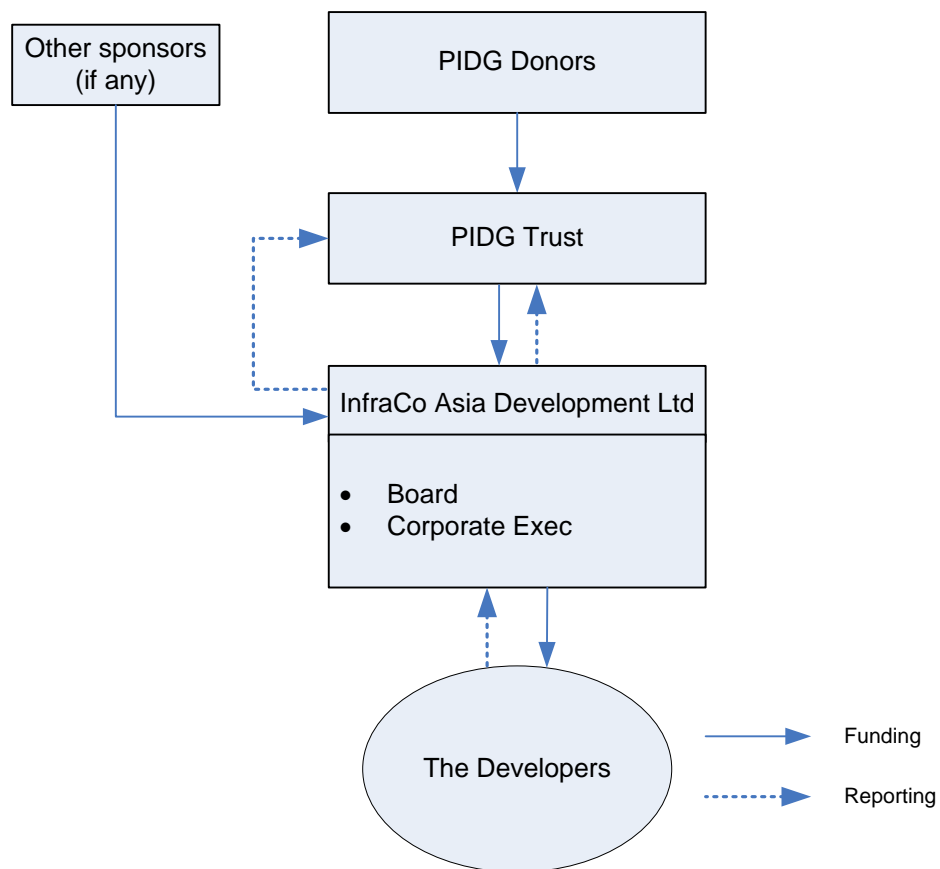 Other sponsors
(if any)
PIDG Donors
PIDG Trust
InfraCo Asia Development Ltd
• Board
• Corporate Exec
The Developers
Funding
Reporting